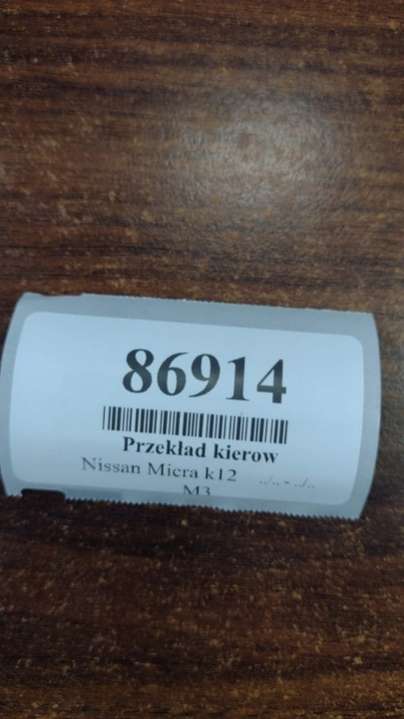 86914
Przekład kierow
Nissan Micra k12 ../..-../..
M3